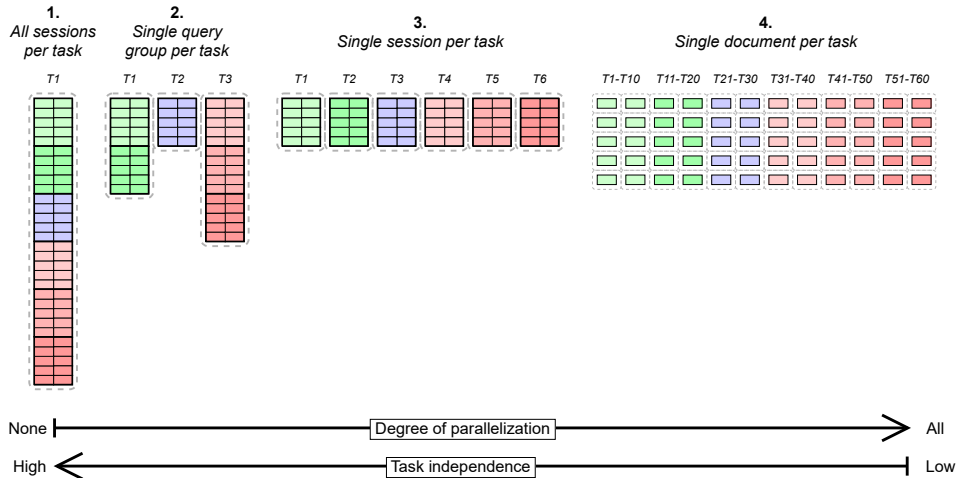 1.
All sessions
per task
2.
Single query
group per task
3.
Single session per task
4.
Single document per task
T1
T1
T2
T3
T1
T2
T3
T4
T5
T6
T1-T10
T11-T20
T21-T30
T31-T40
T41-T50
T51-T60
None
Degree of parallelization
All
High
Task independence
Low